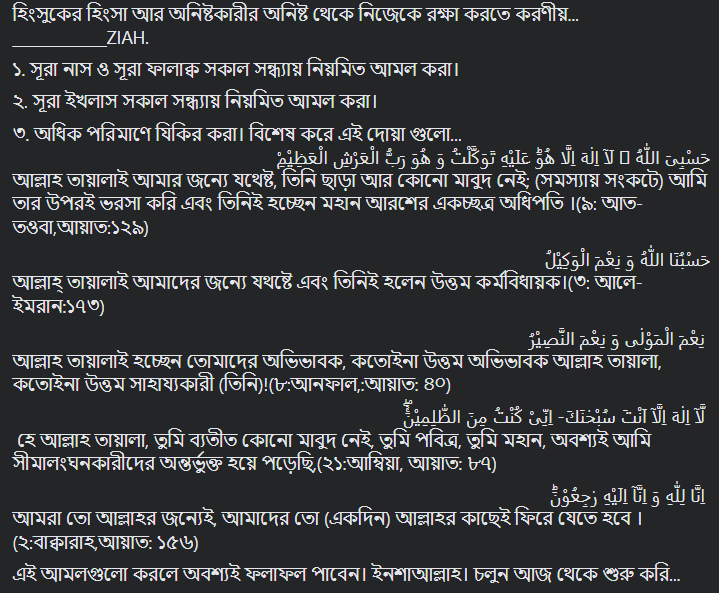 হিংসুকের হিংসা আর অনিষ্টকারীর অনিষ্ট থেকে নিজেকে রক্ষা করতে করণীয়...
___________ZIAH.
১. সূরা নাস ও সূরা ফালাক্ব সকাল সন্ধ্যায় নিয়মিত আমল করা।
২. সূরা ইখলাস সকাল সন্ধ্যায় নিয়মিত আমল করা।
৩. অধিক পরিমাণে যিকির করা। বিশেষ করে এই দোয়া গুলো...
حَسْبِیَ اللّٰهُ ۖ لَاۤ اِلٰهَ اِلَّا هُوَؕ عَلَیْهِ تَوَكَّلْتُ وَ هُوَ رَبُّ الْعَرْشِ الْعَظِیْمِ
আল্লাহ তায়ালাই আমার জন্যে যথেষ্ট, তিনি ছাড়া আর কোনো মাবুদ নেই; (সমস্যায় সংকটে) আমি
তার উপরই ভরসা করি এবং তিনিই হচ্ছেন মহান আরশের একচ্ছত্র অধিপতি ।(৯: আত-
তওবা,আয়াত:১২৯)
حَسْبُنَا اللّٰهُ وَ نِعْمَ الْوَكِیْلُ
আল্লাহ্ তায়ালাই আমাদের জন্যে যথষ্টে এবং তিনিই হলেন উত্তম কর্মবিধায়ক।(৩: আলে-
ইমরান:১৭৩)
نِعْمَ الْمَوْلٰى وَ نِعْمَ النَّصِیْرُ
আল্লাহ তায়ালাই হচ্ছেন তোমাদের অভিভাবক, কতোইনা উত্তম অভিভাবক আল্লাহ তায়ালা,
কতোইনা উত্তম সাহায্যকারী (তিনি)!(৮:আনফাল,:আয়াত: ৪০)
لَّاۤ اِلٰهَ اِلَّاۤ اَنْتَ سُبْحٰنَكَ- اِنِّیْ كُنْتُ مِنَ الظّٰلِمِیْنَۚۖ
হে আল্লাহ তায়ালা, তুমি ব্যতীত কোনো মাবুদ নেই, তুমি পবিত্র, তুমি মহান, অবশ্যই আমি
সীমালংঘনকারীদের অন্তর্ভুক্ত হয়ে পড়েছি,(২১:আম্বিয়া, আয়াত: ৮৭)
اِنَّا لِلّٰهِ وَ اِنَّاۤ اِلَیْهِ رٰجِعُوْنَؕ
আমরা তো আল্লাহর জন্যেই, আমাদের তো (একদিন) আল্লাহর কাছেই ফিরে যেতে হবে ।
(২:বাক্বারাহ,আয়াত: ১৫৬)
এই আমলগুলো করলে অবশ্যই ফলাফল পাবেন। ইনশাআল্লাহ। চলুন আজ থেকে শুরু করি...